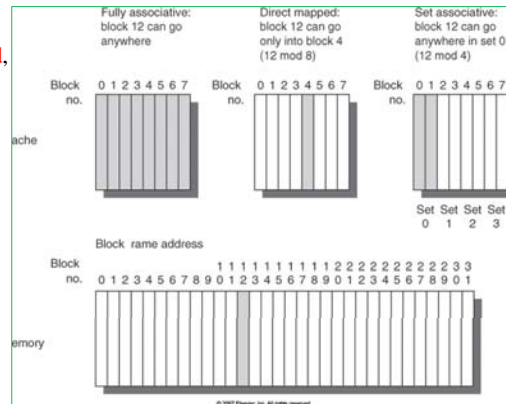 Fully associative:
block 12 can go
anywhere
Direct mapped:
block 12 can go
only into block 4
(12 mod 8)
Set associative:
block 12 can go
anywhere in set 0
(12 mod 4)
Block
no.
0 1 2 3 4 5 6 7
Block
no.
0 1 2 3 4 5 6 7
Block
no.
0 1 2 3 4 5 6 7
ache
Set Set Set Set
0 1 2 3
Block rame address
Block
no.
1 1 1 1 1 1 1 1 1 1 2 2 2 2 2 2 2 2 2 2 3 3
0 1 2 3 4 5 6 7 8 9 0 1 2 3 4 5 6 7 8 9 0 1 2 3 4 5 6 7 8 9 0 1
emory